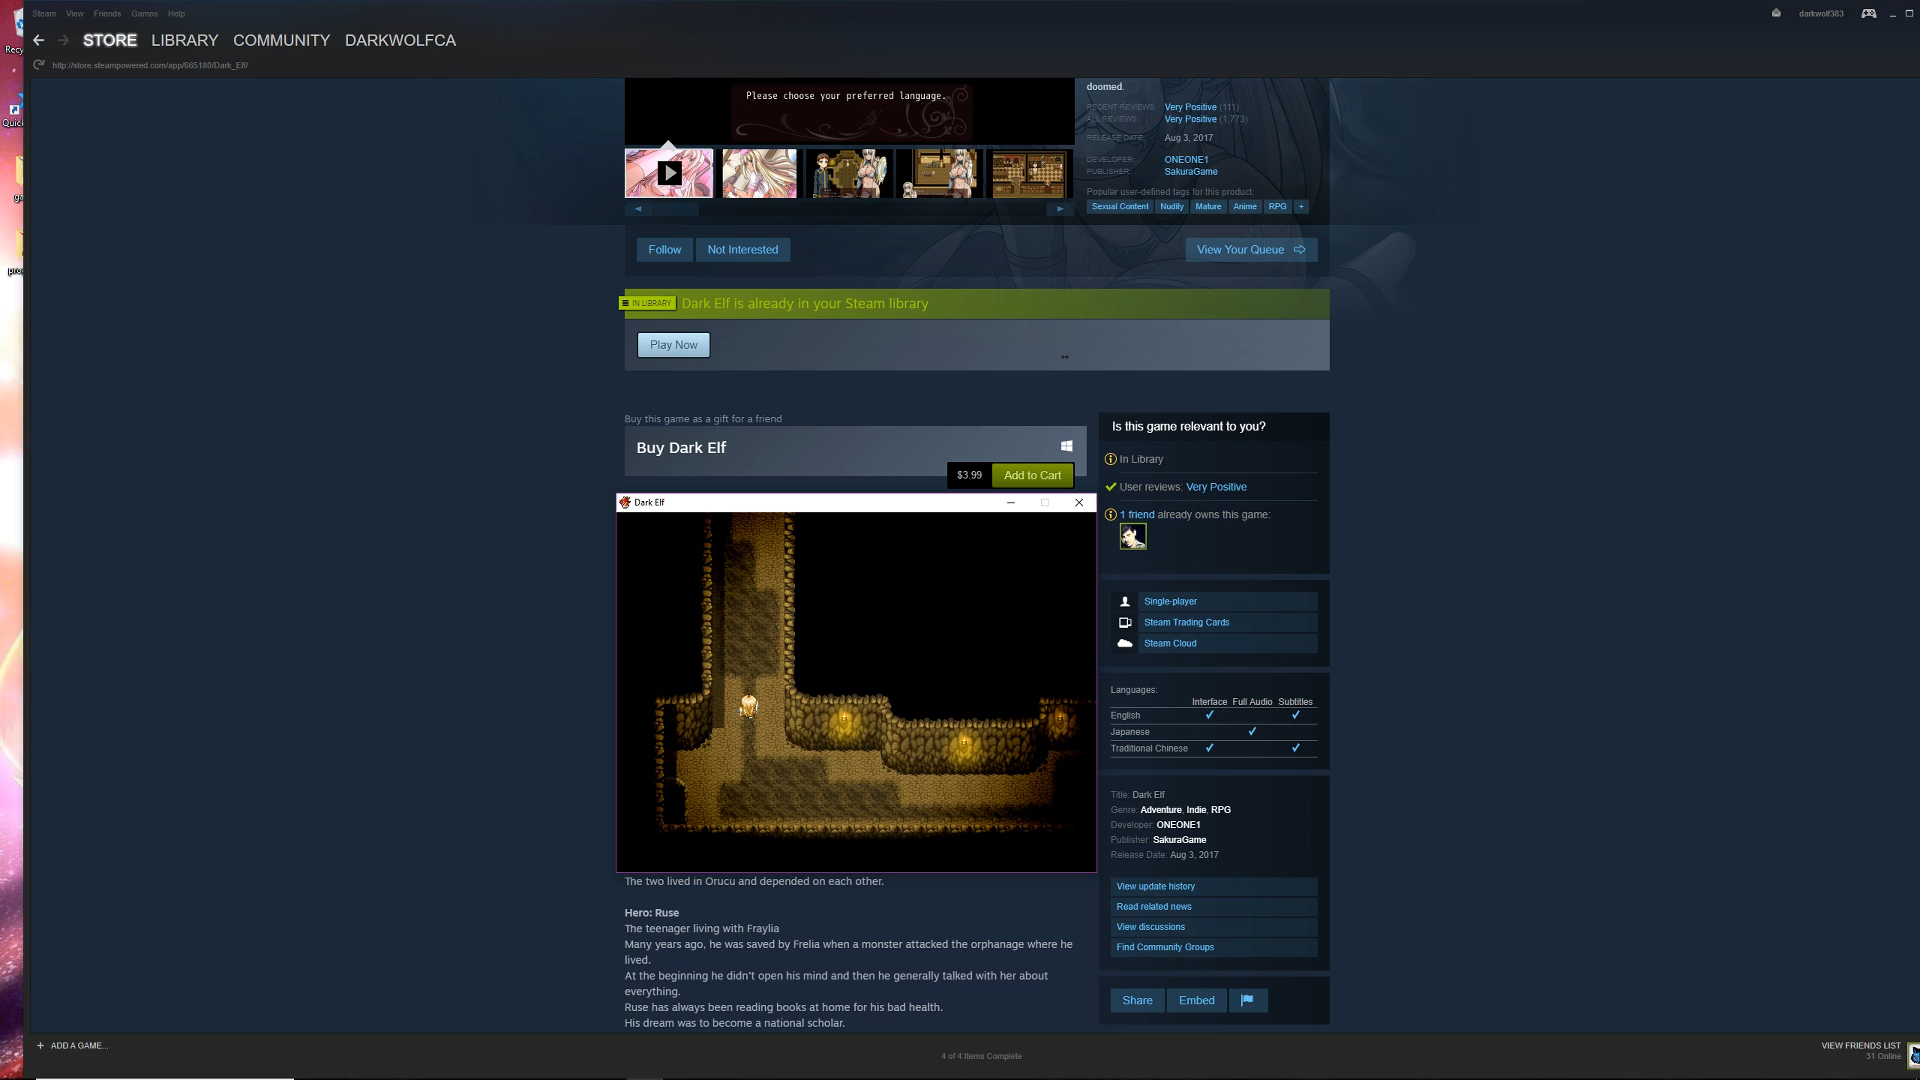 Steam View Friends Games Help
darkwolf383
STORE LIBRARY COMMUNITY DARKWOLFCA
http://store.steampowered.com/app/665180/Dark_Elf/
Please choose your preferred language.
doomed.
RECENT REVIEWS: Very Positive (111)
ALL REVIEWS: Very Positive (1,773)
RELEASE DATE: Aug 3, 2017
DEVELOPER: ONEONE1
PUBLISHER: SakuraGame
Popular user-defined tags for this product:
Sexual Content Nudity Mature Anime RPG +
Follow Not Interested View Your Queue
IN LIBRARY Dark Elf is already in your Steam library
Play Now
Buy this game as a gift for a friend
Buy Dark Elf
$3.99 Add to Cart
Is this game relevant to you?
In Library
User reviews: Very Positive
1 friend already owns this game:
Dark Elf
Single-player
Steam Trading Cards
Steam Cloud
Languages:
Interface Full Audio Subtitles
English
Japanese
Traditional Chinese
Title: Dark Elf
Genre: Adventure, Indie, RPG
Developer: ONEONE1
Publisher: SakuraGame
Release Date: Aug 3, 2017
View update history
Read related news
View discussions
Find Community Groups
Share Embed
The two lived in Orucu and depended on each other.
Hero: Ruse
The teenager living with Fraylia
Many years ago, he was saved by Frelia when a monster attacked the orphanage where he
lived.
At the beginning he didn't open his mind and then he generally talked with her about
everything.
Ruse has always been reading books at home for his bad health.
His dream was to become a national scholar.
+ ADD A GAME...
4 of 4 Items Complete
VIEW FRIENDS LIST
31 Online